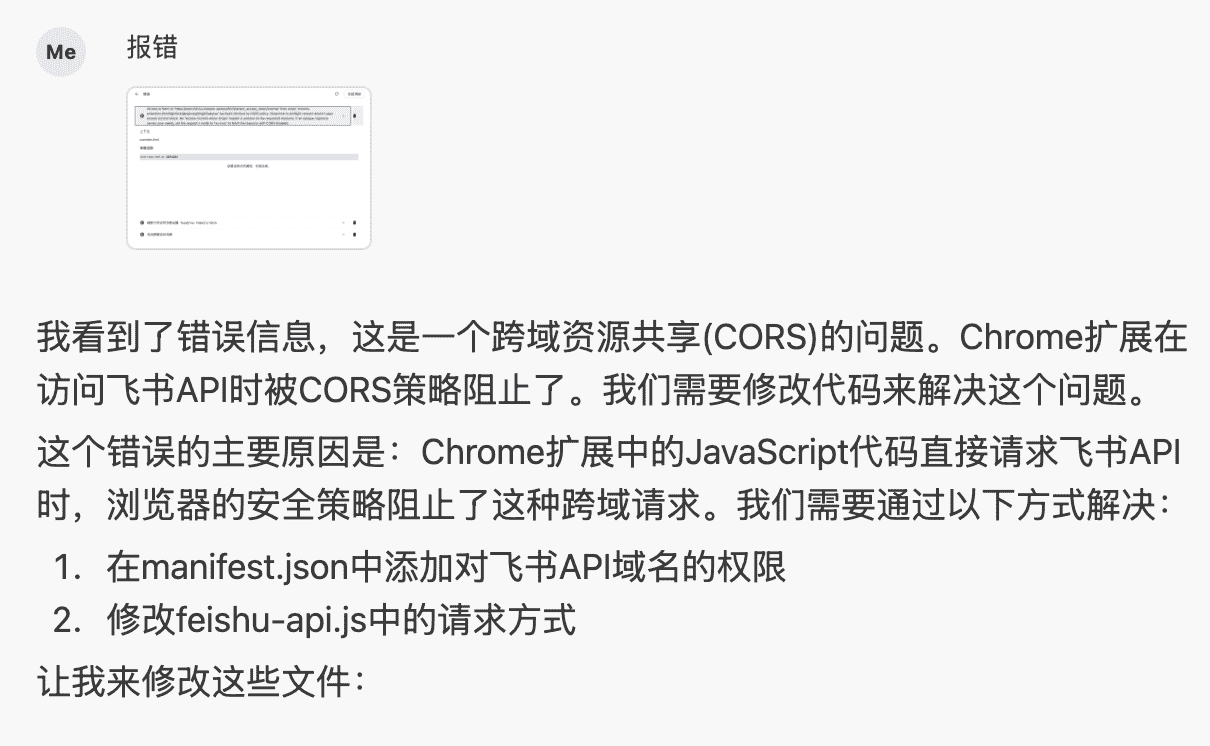 Me
报错
我看到了错误信息，这是一个跨域资源共享(CORS)的问题。Chrome扩展在
访问飞书API时被CORS策略阻止了。我们需要修改代码来解决这个问题。
这个错误的主要原因是：Chrome扩展中的JavaScript代码直接请求飞书API
时，浏览器的安全策略阻止了这种跨域请求。我们需要通过以下方式解决：
1. 在manifest.json中添加对飞书API域名的权限
2. 修改feishu-api.js中的请求方式
让我来修改这些文件：